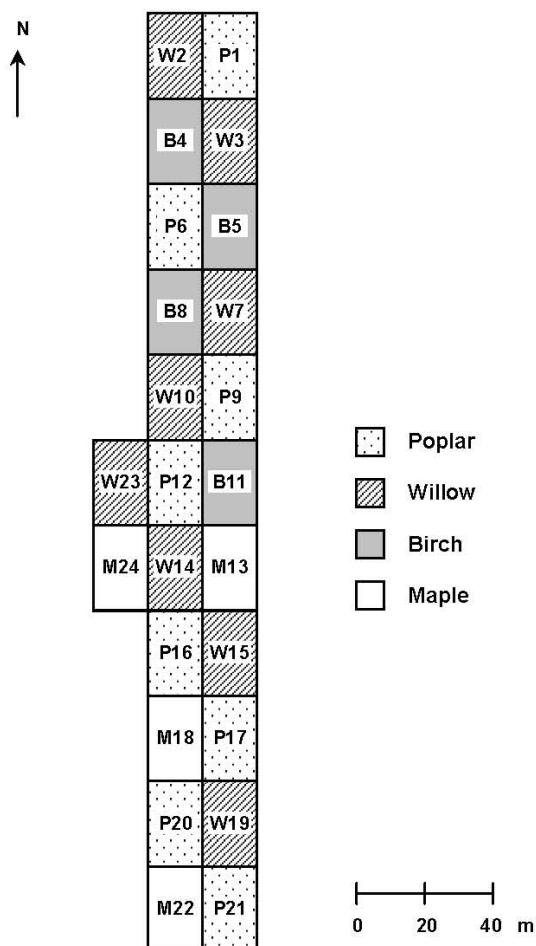 N
W2 P1
B4 W3
P6 B5
B8 W7
W10 P9
W23 P12 B11
M24 W14 M13
P16 W15
M18 P17
P20 W19
M22 P21
Poplar
Willow
Birch
Maple
0 20 40 m